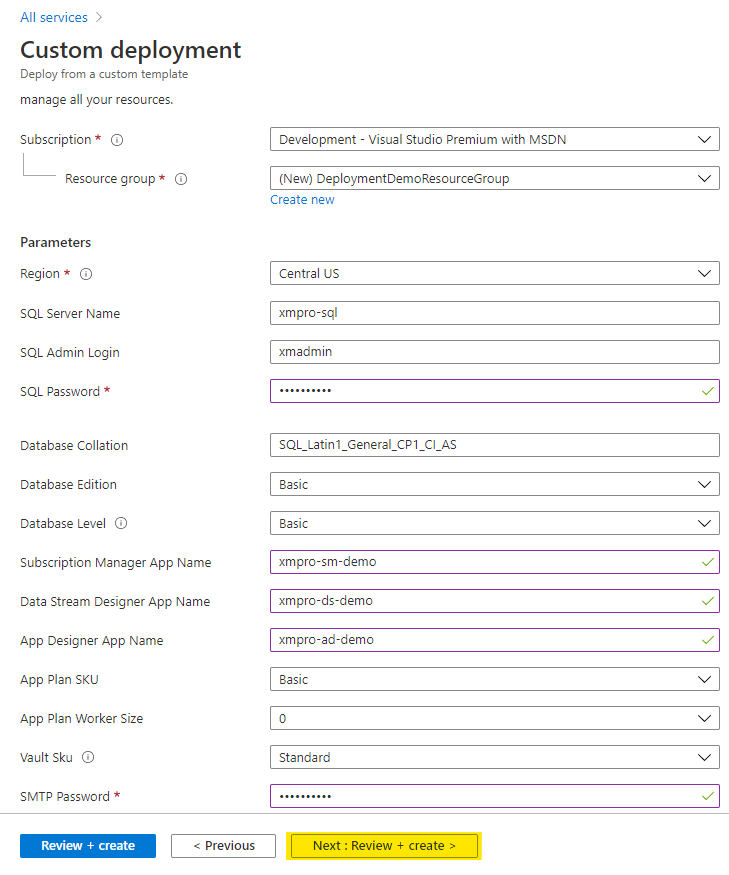 All services >
Custom deployment
Deploy from a custom template
manage all your resources.
Subscription * Development - Visual Studio Premium with MSDN
Resource group * (New) DeploymentDemoResourceGroup
Create new
Parameters
Region * Central US
SQL Server Name xmpro-sql
SQL Admin Login xmadmin
SQL Password * ••••••••••
Database Collation SQL_Latin1_General_CP1_CI_AS
Database Edition Basic
Database Level Basic
Subscription Manager App Name xmpro-sm-demo
Data Stream Designer App Name xmpro-ds-demo
App Designer App Name xmpro-ad-demo
App Plan SKU Basic
App Plan Worker Size 0
Vault Sku Standard
SMTP Password * ••••••••••
Review + create < Previous Next : Review + create >